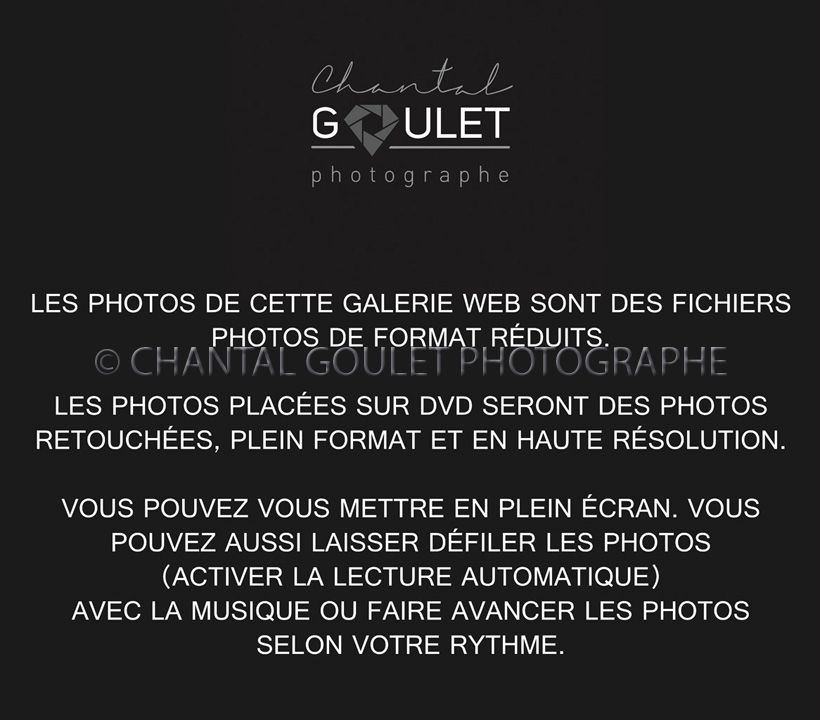 Chantal
GOULET
photographe
LES PHOTOS DE CETTE GALERIE WEB SONT DES FICHIERS
PHOTOS DE FORMAT RÉDUITS.
© CHANTAL GOULET PHOTOGRAPHE
LES PHOTOS PLACÉES SUR DVD SERONT DES PHOTOS
RETOUCHÉES, PLEIN FORMAT ET EN HAUTE RÉSOLUTION.
VOUS POUVEZ VOUS METTRE EN PLEIN ÉCRAN. VOUS
POUVEZ AUSSI LAISSER DÉFILER LES PHOTOS
(ACTIVER LA LECTURE AUTOMATIQUE)
AVEC LA MUSIQUE OU FAIRE AVANCER LES PHOTOS
SELON VOTRE RYTHME.